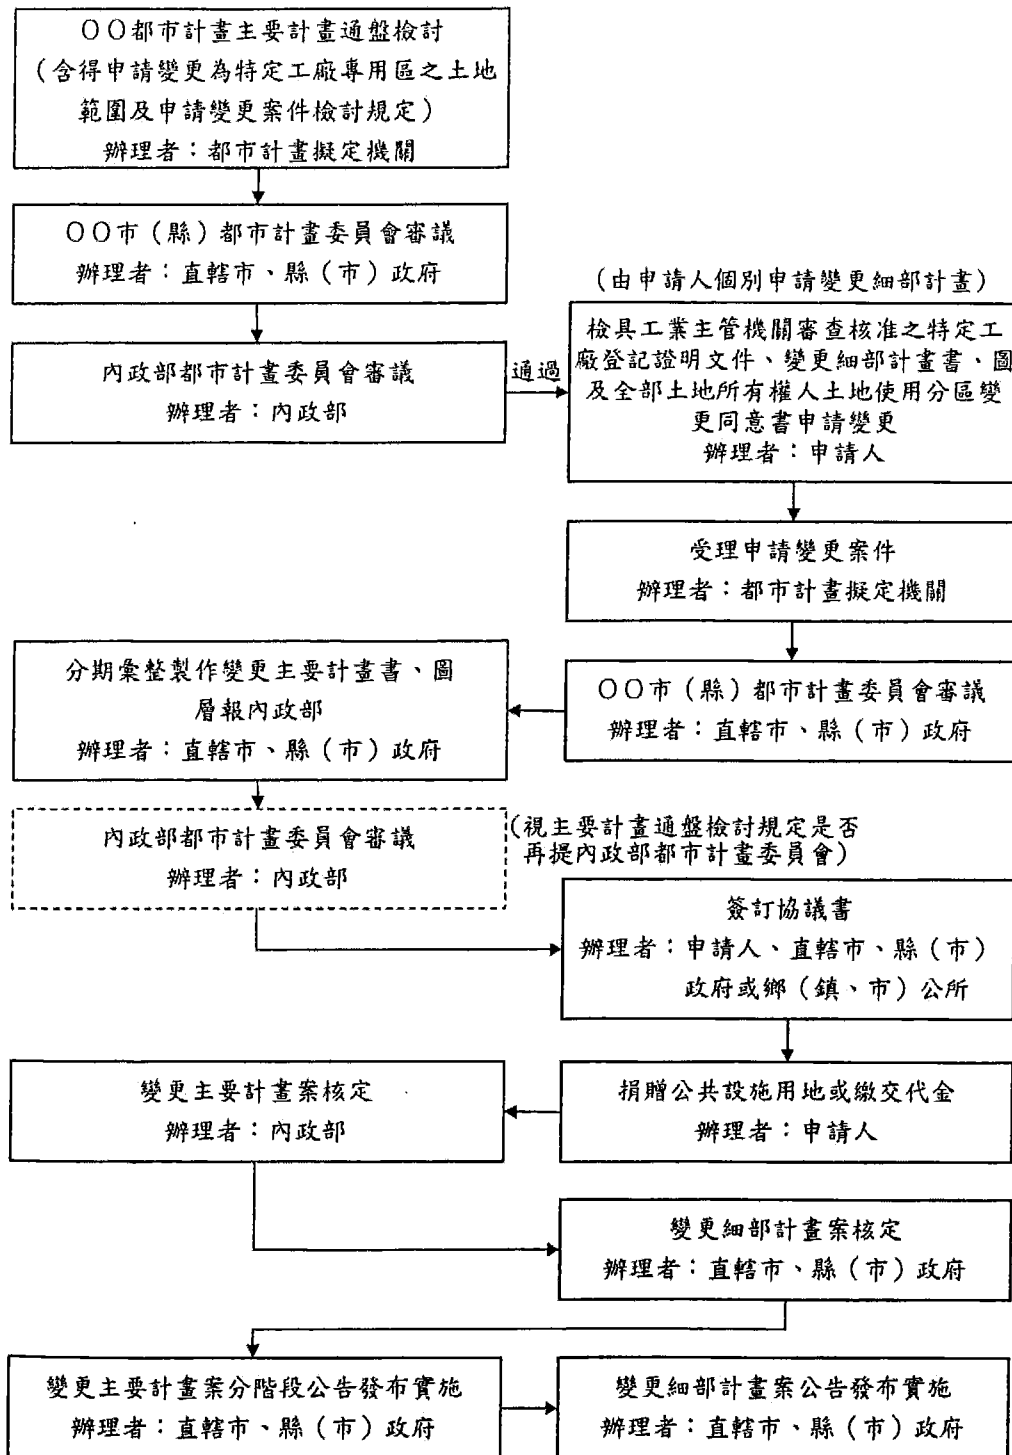 〇〇都市計畫主要計畫通盤檢討
(含得申請變更為特定工廠專用區之土地
範圍及申請變更案件檢討規定)
辦理者：都市計畫擬定機關
〇〇市(縣)都市計畫委員會審議
辦理者：直轄市、縣(市)政府
內政部都市計畫委員會審議
辦理者：內政部
通過
(由申請人個別申請變更細部計畫)
檢具工業主管機關審查核准之特定工
廠登記證明文件、變更細部計畫書、圖
及全部土地所有權人土地使用分區變
更同意書申請變更
辦理者：申請人
受理申請變更案件
辦理者：都市計畫擬定機關
〇〇市(縣)都市計畫委員會審議
辦理者：直轄市、縣(市)政府
分期彙整製作變更主要計畫書、圖
層報內政部
辦理者：直轄市、縣(市)政府
內政部都市計畫委員會審議
辦理者：內政部
(視主要計畫通盤檢討規定是否
再提內政部都市計畫委員會)
簽訂協議書
辦理者：申請人、直轄市、縣(市)
政府或鄉(鎮、市)公所
捐贈公共設施用地或繳交代金
辦理者：申請人
變更主要計畫案核定
辦理者：內政部
變更細部計畫案核定
辦理者：直轄市、縣(市)政府
變更主要計畫案分階段公告發布實施
辦理者：直轄市、縣(市)政府
變更細部計畫案公告發布實施
辦理者：直轄市、縣(市)政府